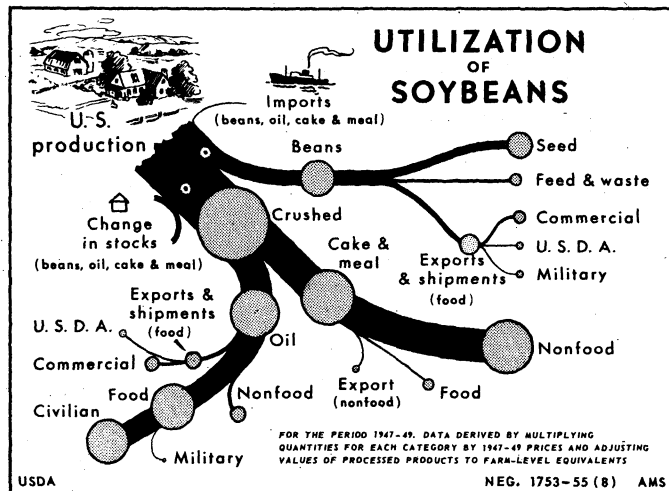 UTILIZATION
OF
SOYBEANS
U. S.
production
Imports
(beans, oil, cake & meal)
Beans
Seed
Feed & waste
Commercial
U. S. D. A.
Military
Exports
& shipments
(food)
Change
in stocks
(beans, oil, cake & meal)
Crushed
Cake &
meal
Nonfood
Food
Export
(nonfood)
Exports &
shipments
(food)
U. S. D. A.
Commercial
Oil
Food
Nonfood
Civilian
Military
FOR THE PERIOD 1947-49. DATA DERIVED BY MULTIPLYING
QUANTITIES FOR EACH CATEGORY BY 1947-49 PRICES AND ADJUSTING
VALUES OF PROCESSED PRODUCTS TO FARM-LEVEL EQUIVALENTS
USDA
NEG. 1753-55 (8) AMS